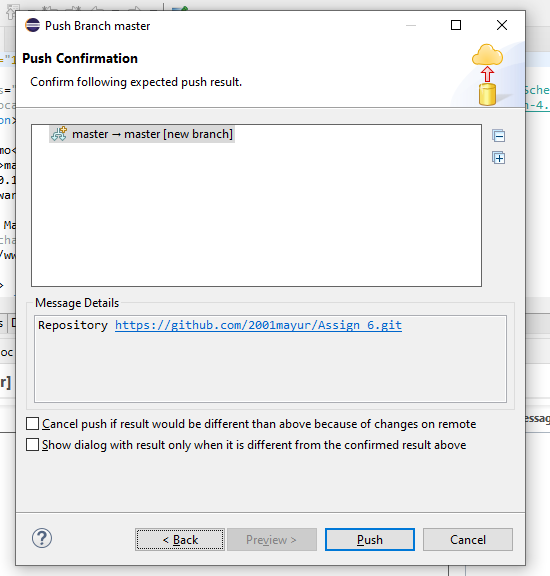 Push Branch master
Push Confirmation
Confirm following expected push result.
master → master [new branch]
Message Details
Repository https://github.com/2001mayur/Assign_6.git
Cancel push if result would be different than above because of changes on remote
Show dialog with result only when it is different from the confirmed result above
< Back
Preview >
Push
Cancel